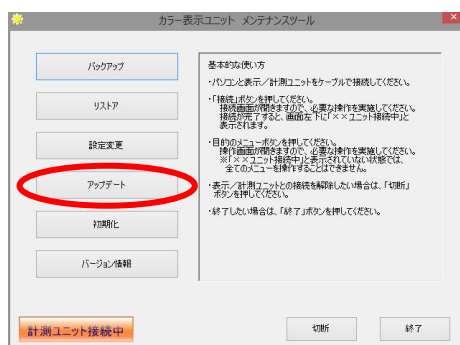 カラー表示ユニット メンテナンスツール
バックアップ
リストア
設定変更
アップデート
初期化
バージョン情報
基本的な使い方
・パソコンと表示／計測ユニットをケーブルで接続してください。
・「接続」ボタンを押してください。
接続画面が開きますので、必要な操作を実施してください。
接続が完了すると、画面左下に「××ユニット接続中」と
表示されます。
・目的のメニューボタンを押してください。
操作画面が開きますので、必要な操作を実施してください。
※「××ユニット接続中」と表示されていない状態では、
全てのメニューを操作することはできません。
・表示／計測ユニットとの接続を解除したい場合は、「切断」
ボタンを押してください。
・終了したい場合は、「終了」ボタンを押してください。
計測ユニット接続中
切断
終了